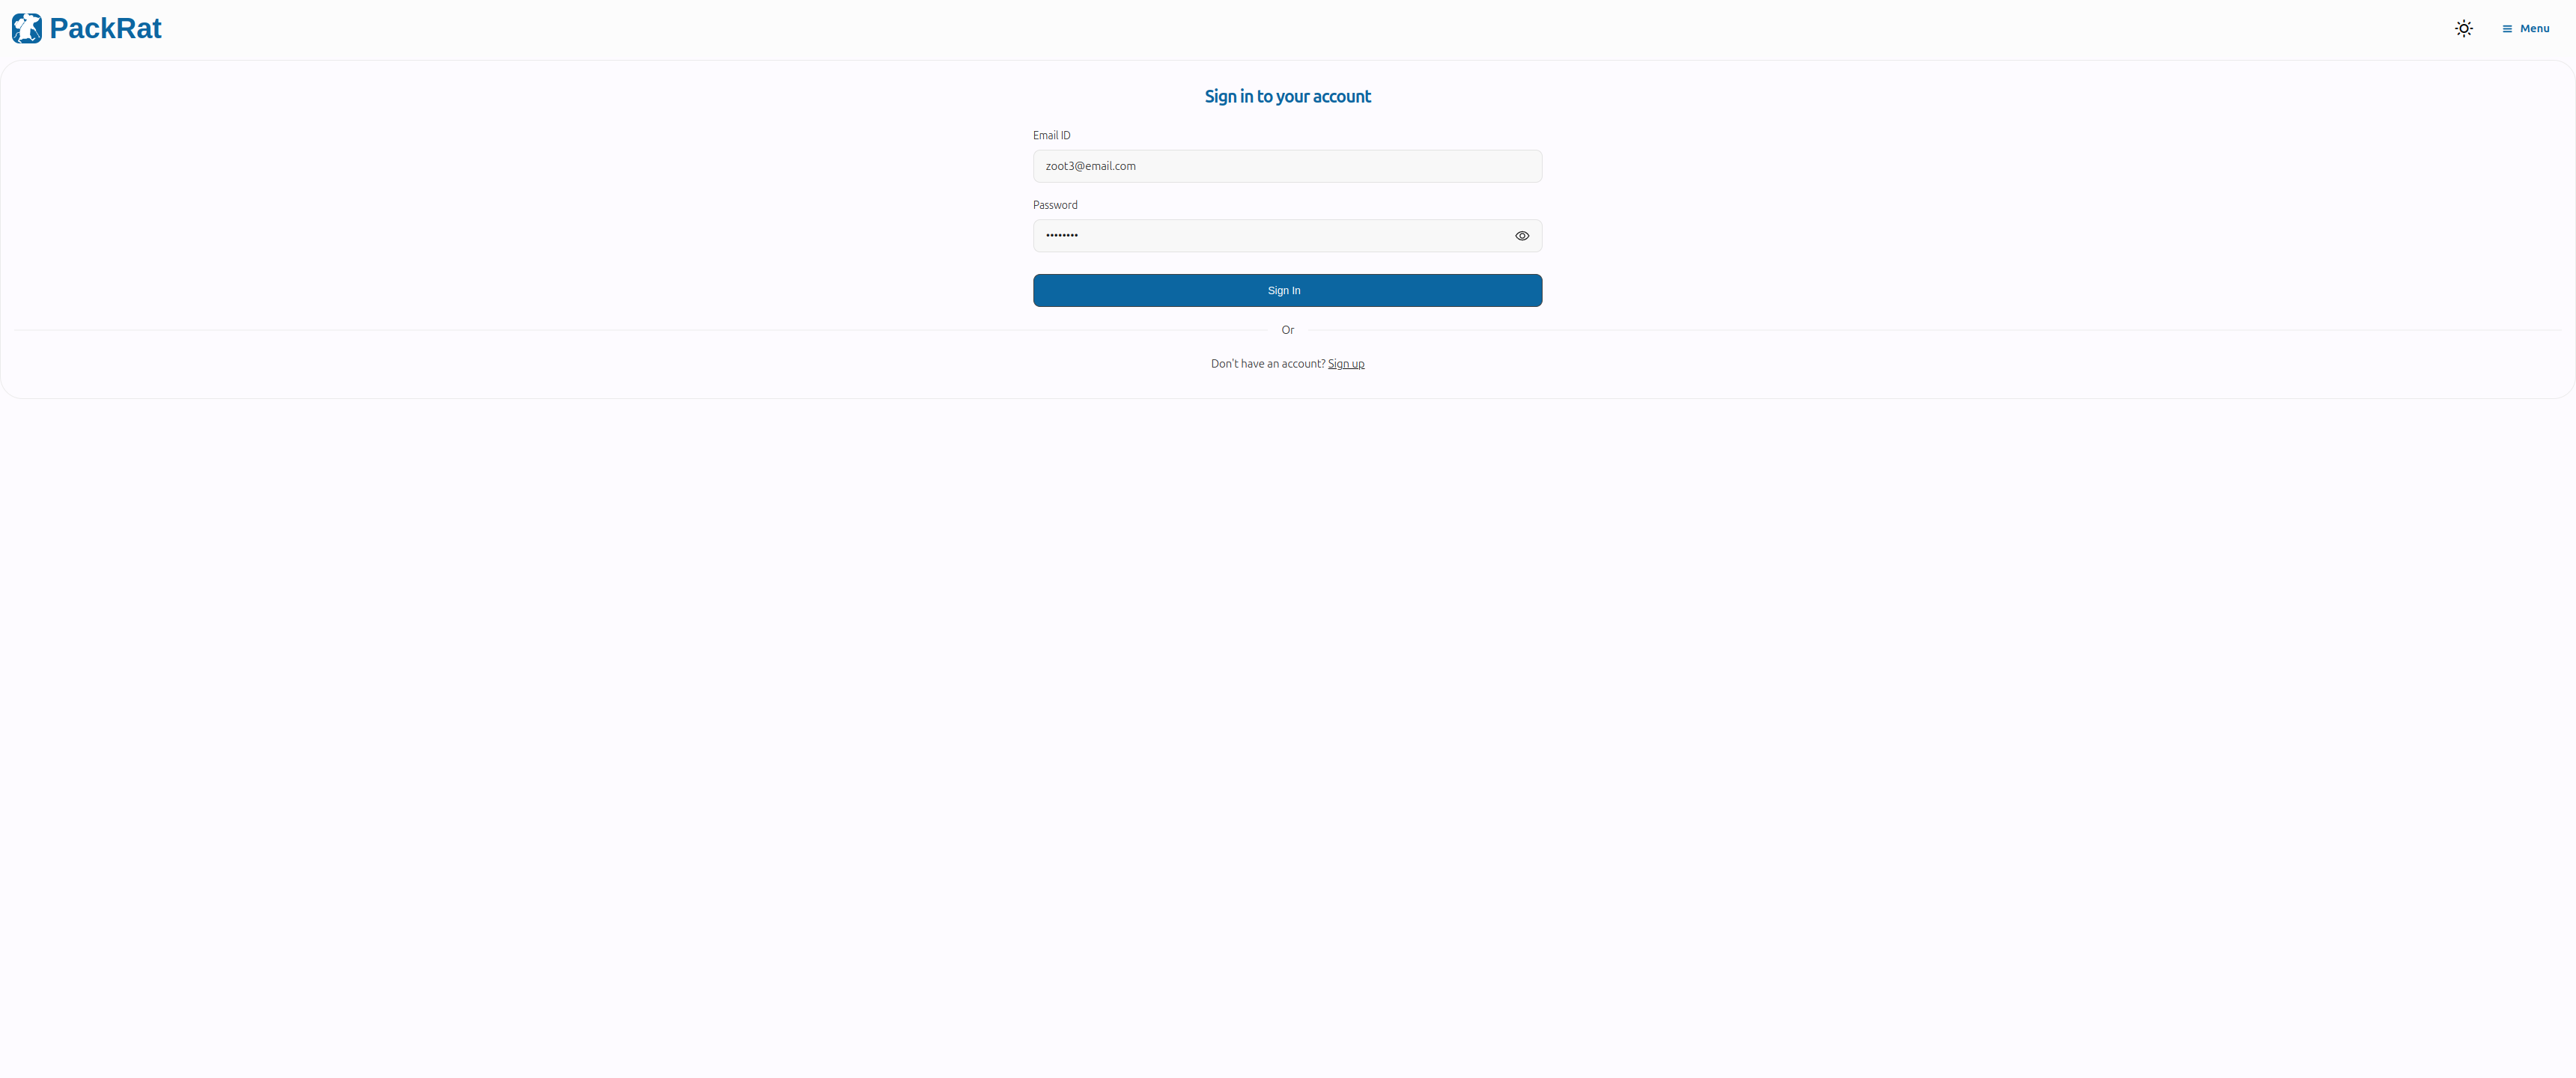 PackRat
Menu
Sign in to your account
Email ID
zoot3@email.com
Password
••••••••
Sign In
Or
Don't have an account? Sign up